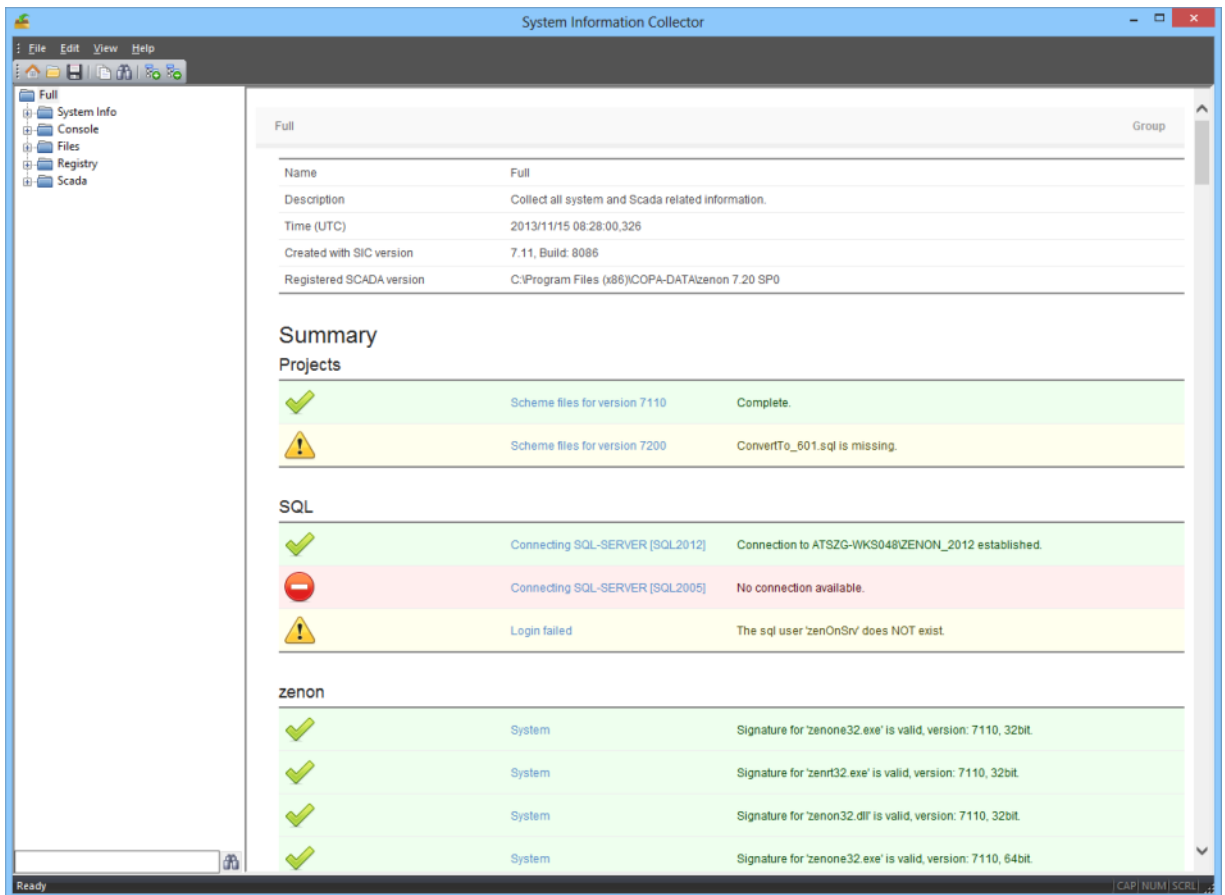 System Information Collector
File Edit View Help
Full
System Info
Console
Files
Registry
Scada
Full Group
Name Full
Description Collect all system and Scada related information.
Time (UTC) 2013/11/15 08:28:00,326
Created with SIC version 7.11, Build: 8086
Registered SCADA version C:\Program Files (x86)\COPA-DATA\zenon 7.20 SP0
Summary
Projects
Scheme files for version 7110 Complete.
Scheme files for version 7200 ConvertTo_601.sql is missing.
SQL
Connecting SQL-SERVER [SQL2012] Connection to ATSZG-WKS048\ZENON_2012 established.
Connecting SQL-SERVER [SQL2005] No connection available.
Login failed The sql user 'zenOnSrv' does NOT exist.
zenon
System Signature for 'zenone32.exe' is valid, version: 7110, 32bit.
System Signature for 'zenrt32.exe' is valid, version: 7110, 32bit.
System Signature for 'zenon32.dll' is valid, version: 7110, 32bit.
System Signature for 'zenone32.exe' is valid, version: 7110, 64bit.
Ready CAP NUM SCRL